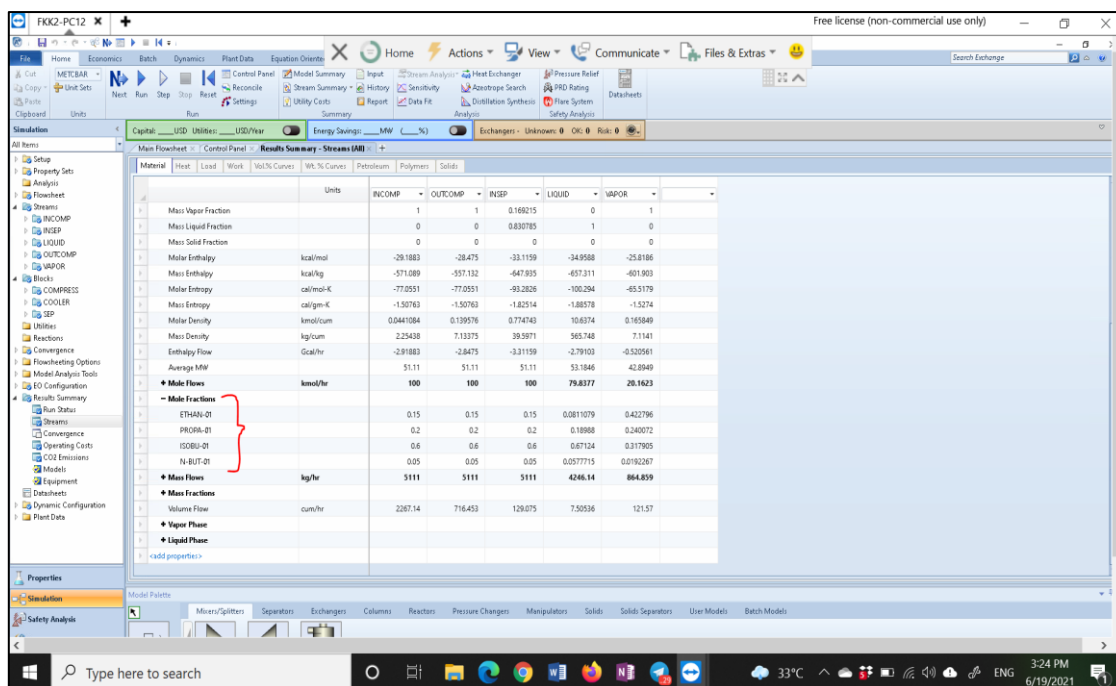 FKK2-PC12
Free license (non-commercial use only)
Home Actions View Communicate Files & Extras
File Home Economics Batch Dynamics Plant Data Equation Oriente
Search Exchange
Cut METCBAR Control Panel Model Summary Input Stream Analysis Heat Exchanger Pressure Relief
Copy Unit Sets Next Run Step Stop Reset Reconcile Stream Summary History Sensitivity Azeotrope Search PRD Rating Datasheets
Paste Settings Utility Costs Report Data Fit Distillation Synthesis Flare System
Clipboard Units Run Summary Analysis Safety Analysis
Simulation
Capital: ____USD Utilities: ____USD/Year Energy Savings: ____MW (____%) Exchangers - Unknown: 0 OK: 0 Risk: 0
All Items
Main Flowsheet Control Panel Results Summary - Streams (All) +
Setup
Property Sets
Analysis
Flowsheet
Streams
INCOMP
INSEP
LIQUID
OUTCOMP
VAPOR
Blocks
COMPRESS
COOLER
SEP
Utilities
Reactions
Convergence
Flowsheeting Options
Model Analysis Tools
EO Configuration
Results Summary
Run Status
Streams
Convergence
Operating Costs
CO2 Emissions
Models
Equipment
Datasheets
Dynamic Configuration
Plant Data
Material Heat Load Work Vol.% Curves Wt. % Curves Petroleum Polymers Solids
Units INCOMP OUTCOMP INSEP LIQUID VAPOR
Mass Vapor Fraction 1 1 0.169215 0 1
Mass Liquid Fraction 0 0 0.830785 1 0
Mass Solid Fraction 0 0 0 0 0
Molar Enthalpy kcal/mol -29.1883 -28.475 -33.1159 -34.9588 -25.8186
Mass Enthalpy kcal/kg -571.089 -557.132 -647.935 -657.311 -601.903
Molar Entropy cal/mol-K -77.0551 -77.0551 -93.2826 -100.294 -65.5179
Mass Entropy cal/gm-K -1.50763 -1.50763 -1.82514 -1.88578 -1.5274
Molar Density kmol/cum 0.0441084 0.139576 0.774743 10.6374 0.165849
Mass Density kg/cum 2.25438 7.13375 39.5971 565.748 7.1141
Enthalpy Flow Gcal/hr -2.91883 -2.8475 -3.31159 -2.79103 -0.520561
Average MW 51.11 51.11 51.11 53.1846 42.8949
+ Mole Flows kmol/hr 100 100 100 79.8377 20.1623
− Mole Fractions
ETHAN-01 0.15 0.15 0.15 0.0811079 0.422796
PROPA-01 0.2 0.2 0.2 0.18988 0.240072
ISOBU-01 0.6 0.6 0.6 0.67124 0.317905
N-BUT-01 0.05 0.05 0.05 0.0577715 0.0192267
+ Mass Flows kg/hr 5111 5111 5111 4246.14 864.859
+ Mass Fractions
Volume Flow cum/hr 2267.14 716.453 129.075 7.50536 121.57
+ Vapor Phase
+ Liquid Phase
<add properties>
Properties
Simulation
Safety Analysis
Model Palette
Mixers/Splitters Separators Exchangers Columns Reactors Pressure Changers Manipulators Solids Solids Separators User Models Batch Models
Type here to search
33°C ENG 3:24 PM
6/19/2021